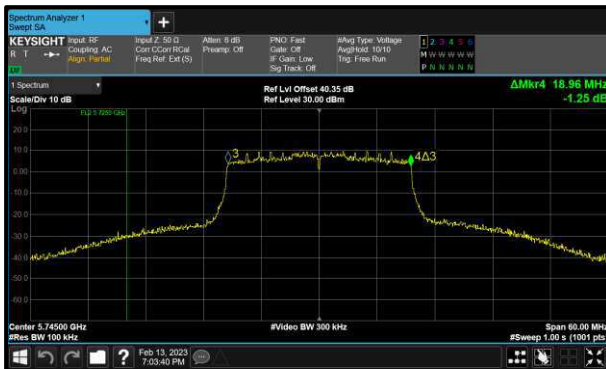 Spectrum Analyzer 1
Swept SA
KEYSIGHT
R T
Input: RF
Coupling: AC
Align: Partial
Input Z: 50 Ω
Corr CCorr RCal
Freq Ref: Ext (S)
Atten: 8 dB
Preamp: Off
PNO: Fast
Gate: Off
IF Gain: Low
Sig Track: Off
#Avg Type: Voltage
Avg|Hold: 10/10
Trig: Free Run
1 2 3 4 5 6
M W W W W W
P N N N N N
1 Spectrum
Scale/Div 10 dB
Ref Lvl Offset 40.35 dB
Ref Level 30.00 dBm
ΔMkr4 18.96 MHz
-1.25 dB
Log
20.0
10.0
0.00
-10.0
-20.0
-30.0
-40.0
-50.0
-60.0
3
4Δ3
Center 5.74500 GHz
#Res BW 100 kHz
#Video BW 300 kHz
Span 60.00 MHz
#Sweep 1.00 s (1001 pts)
Feb 13, 2023
7:03:40 PM